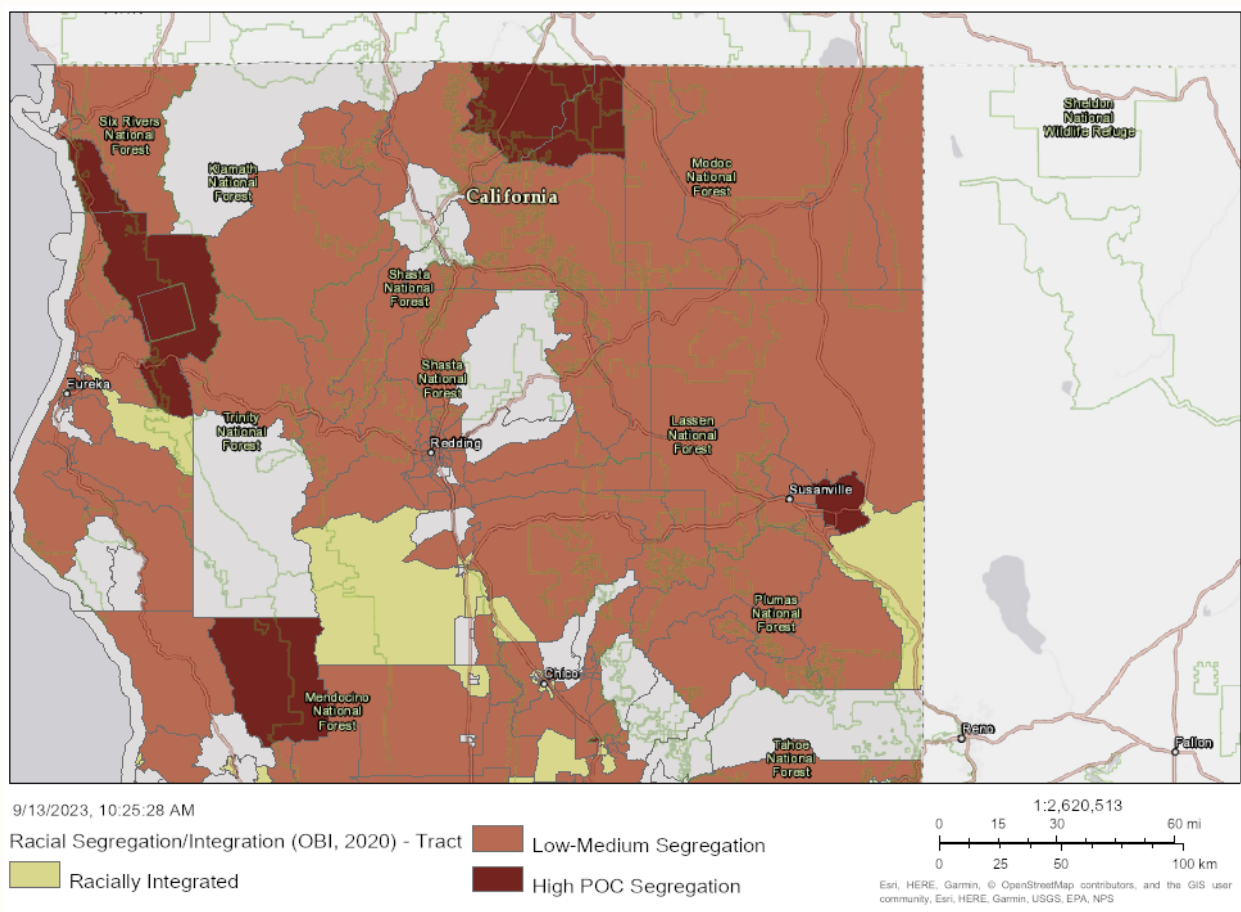 Sheldon
National
Wildlife Refuge
Six Rivers
National
Forest
Klamath
National
Forest
Modoc
National
Forest
California
Shasta
National
Forest
Shasta
National
Forest
Eureka
Trinity
National
Forest
Redding
Lassen
National
Forest
Susanville
Plumas
National
Forest
Chico
Mendocino
National
Forest
Tahoe
National
Forest
Reno
Fallon
9/13/2023, 10:25:28 AM
Racial Segregation/Integration (OBI, 2020) - Tract
Racially Integrated
Low-Medium Segregation
High POC Segregation
1:2,620,513
0 15 30 60 mi
0 25 50 100 km
Esri, HERE, Garmin, © OpenStreetMap contributors, and the GIS user
community, Esri, HERE, Garmin, USGS, EPA, NPS